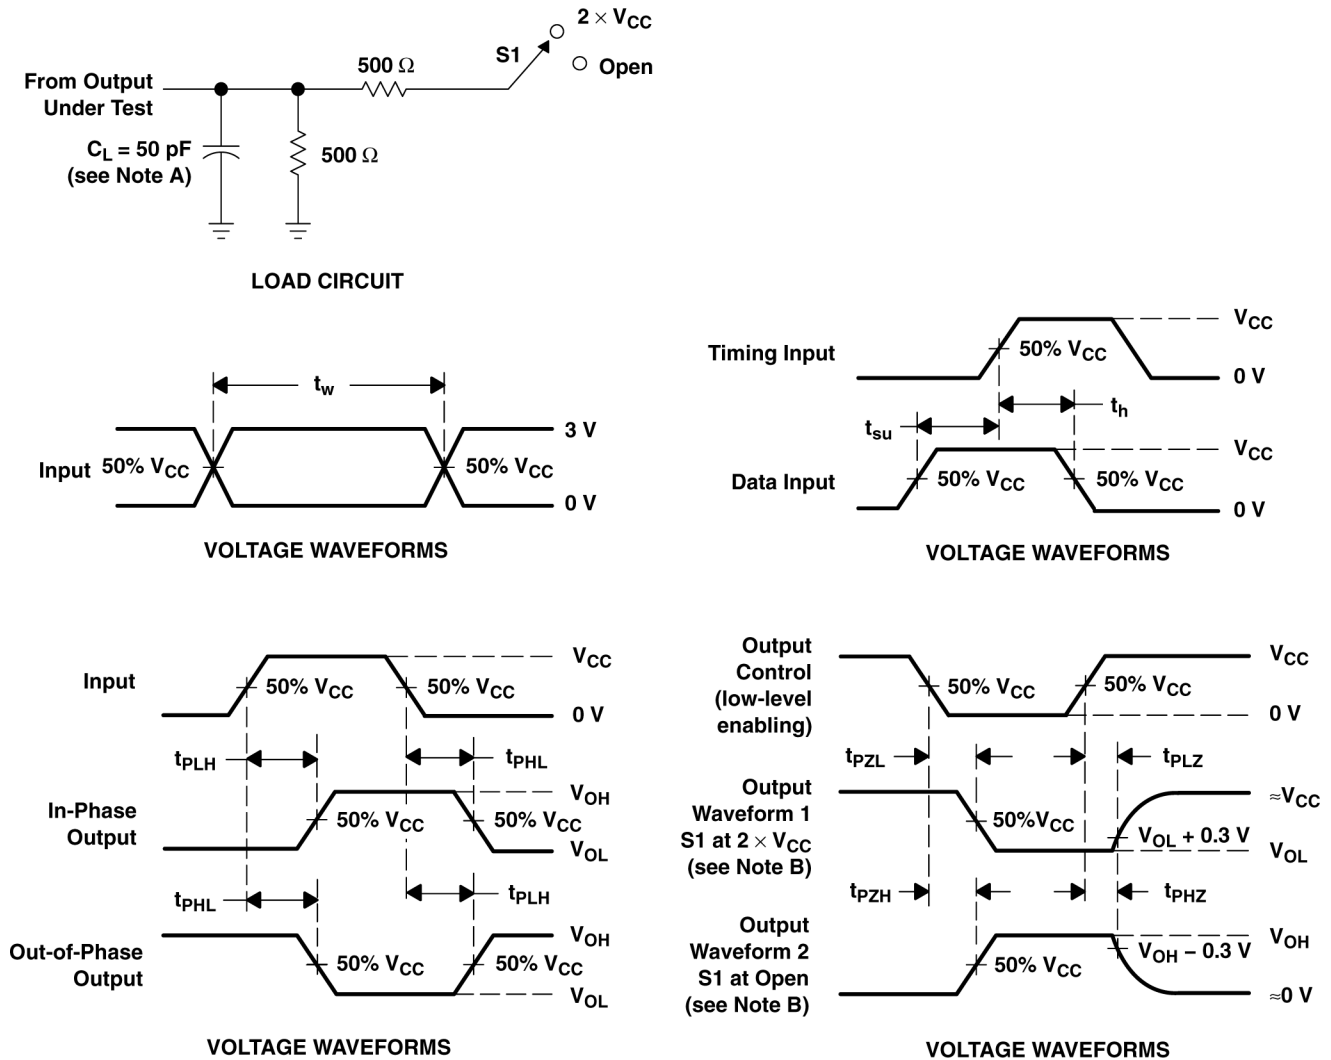 2 × VCC
S1
Open
500 Ω
From Output
Under Test
CL = 50 pF
(see Note A)
500 Ω
LOAD CIRCUIT
tw
3 V
Input
50% VCC
50% VCC
0 V
VOLTAGE WAVEFORMS
VCC
Timing Input
50% VCC
0 V
th
tsu
VCC
Data Input
50% VCC
50% VCC
0 V
VOLTAGE WAVEFORMS
VCC
Input
50% VCC
50% VCC
0 V
tPLH
tPHL
VOH
In-Phase
Output
50% VCC
50% VCC
VOL
tPHL
tPLH
VOH
Out-of-Phase
Output
50% VCC
50% VCC
VOL
VOLTAGE WAVEFORMS
Output
Control
(low-level
enabling)
VCC
50% VCC
50% VCC
0 V
tPZL
tPLZ
Output
Waveform 1
S1 at 2 × VCC
(see Note B)
≈VCC
50%VCC
VOL + 0.3 V
VOL
tPZH
tPHZ
Output
Waveform 2
S1 at Open
(see Note B)
VOH
VOH − 0.3 V
50% VCC
≈0 V
VOLTAGE WAVEFORMS